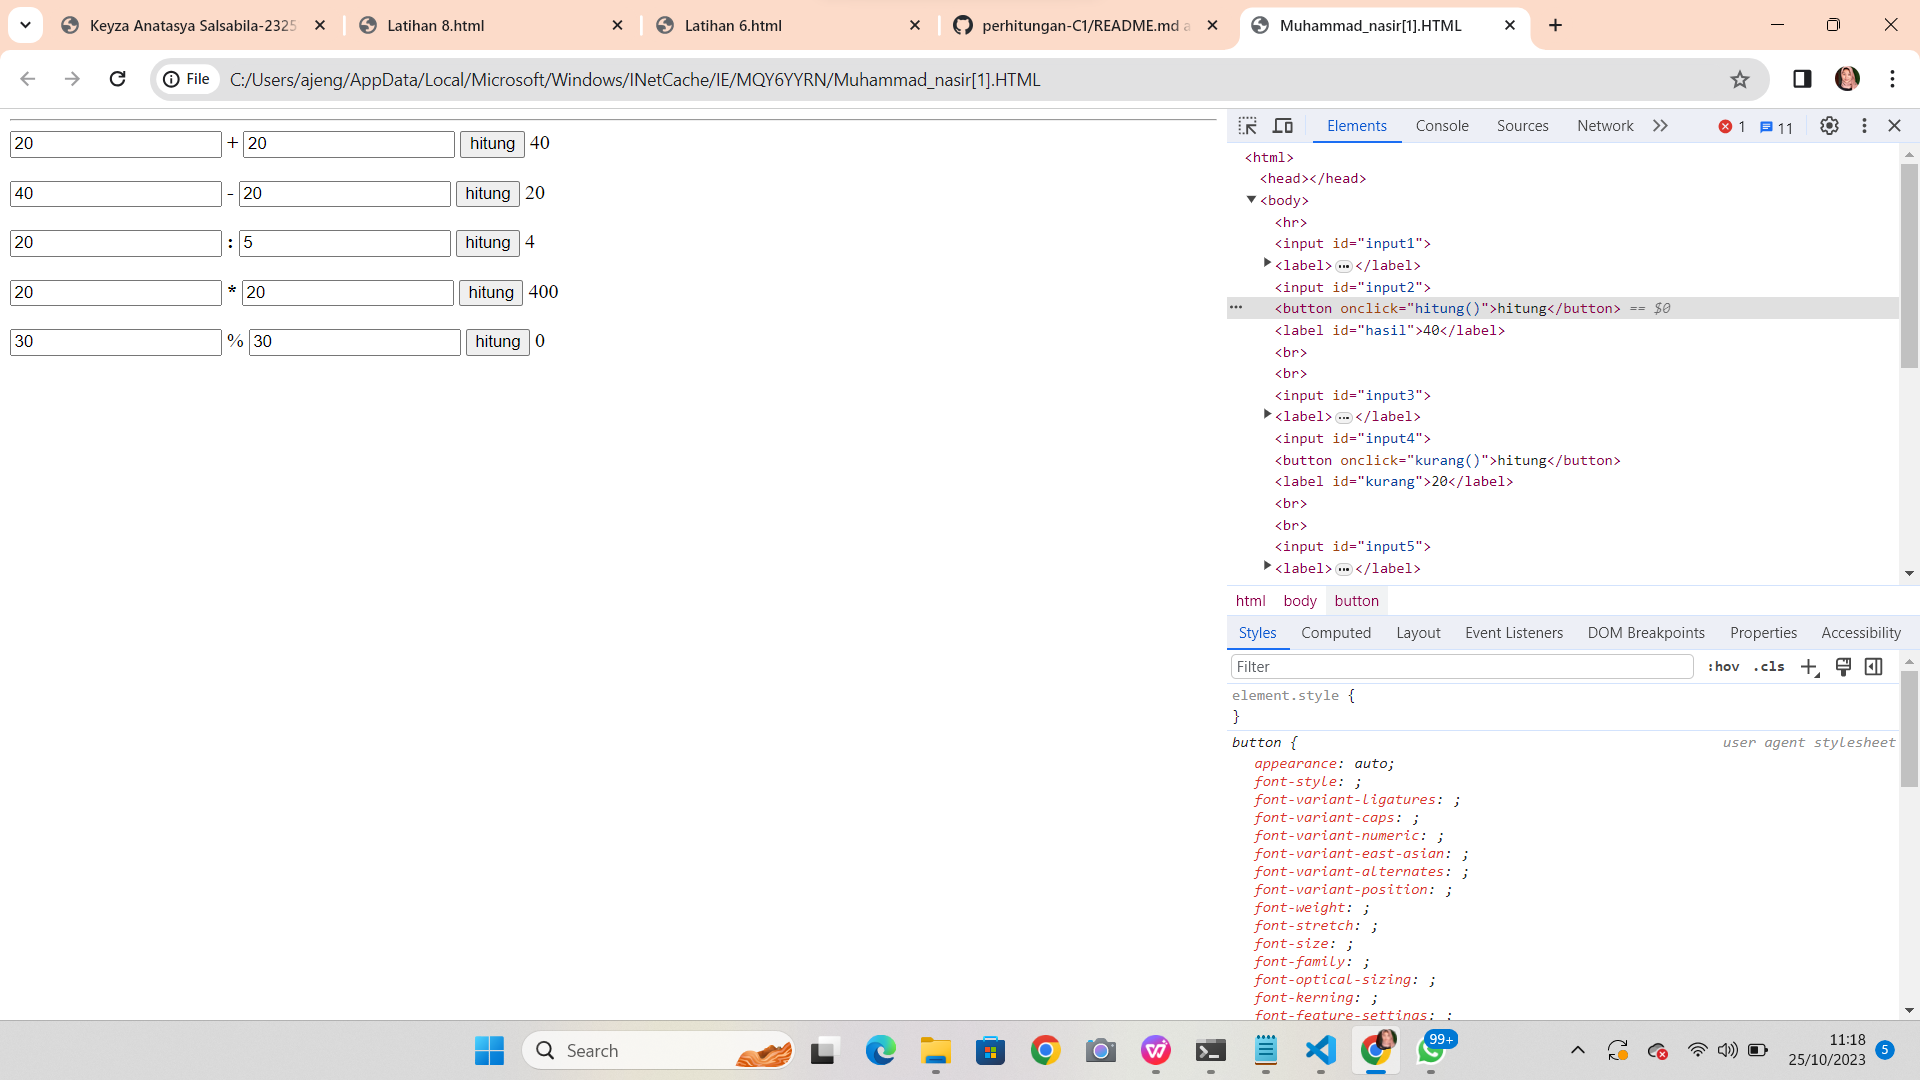 Keyza Anatasya Salsabila-2325
Latihan 8.html
Latihan 6.html
perhitungan-C1/README.md a
Muhammad_nasir[1].HTML
File
C:/Users/ajeng/AppData/Local/Microsoft/Windows/INetCache/IE/MQY6YYRN/Muhammad_nasir[1].HTML
20 + 20 hitung 40
40 - 20 hitung 20
20 : 5 hitung 4
20 * 20 hitung 400
30 % 30 hitung 0
Elements Console Sources Network 1 11
<html>
<head></head>
<body>
<hr>
<input id="input1">
<label>…</label>
<input id="input2">
<button onclick="hitung()">hitung</button> == $0
<label id="hasil">40</label>
<br>
<br>
<input id="input3">
<label>…</label>
<input id="input4">
<button onclick="kurang()">hitung</button>
<label id="kurang">20</label>
<br>
<br>
<input id="input5">
<label>…</label>
html body button
Styles Computed Layout Event Listeners DOM Breakpoints Properties Accessibility
Filter :hov .cls
element.style {
}
button { user agent stylesheet
appearance: auto;
font-style: ;
font-variant-ligatures: ;
font-variant-caps: ;
font-variant-numeric: ;
font-variant-east-asian: ;
font-variant-alternates: ;
font-variant-position: ;
font-weight: ;
font-stretch: ;
font-size: ;
font-family: ;
font-optical-sizing: ;
font-kerning: ;
font-feature-settings: ;
Search
99+
11:18
25/10/2023
5